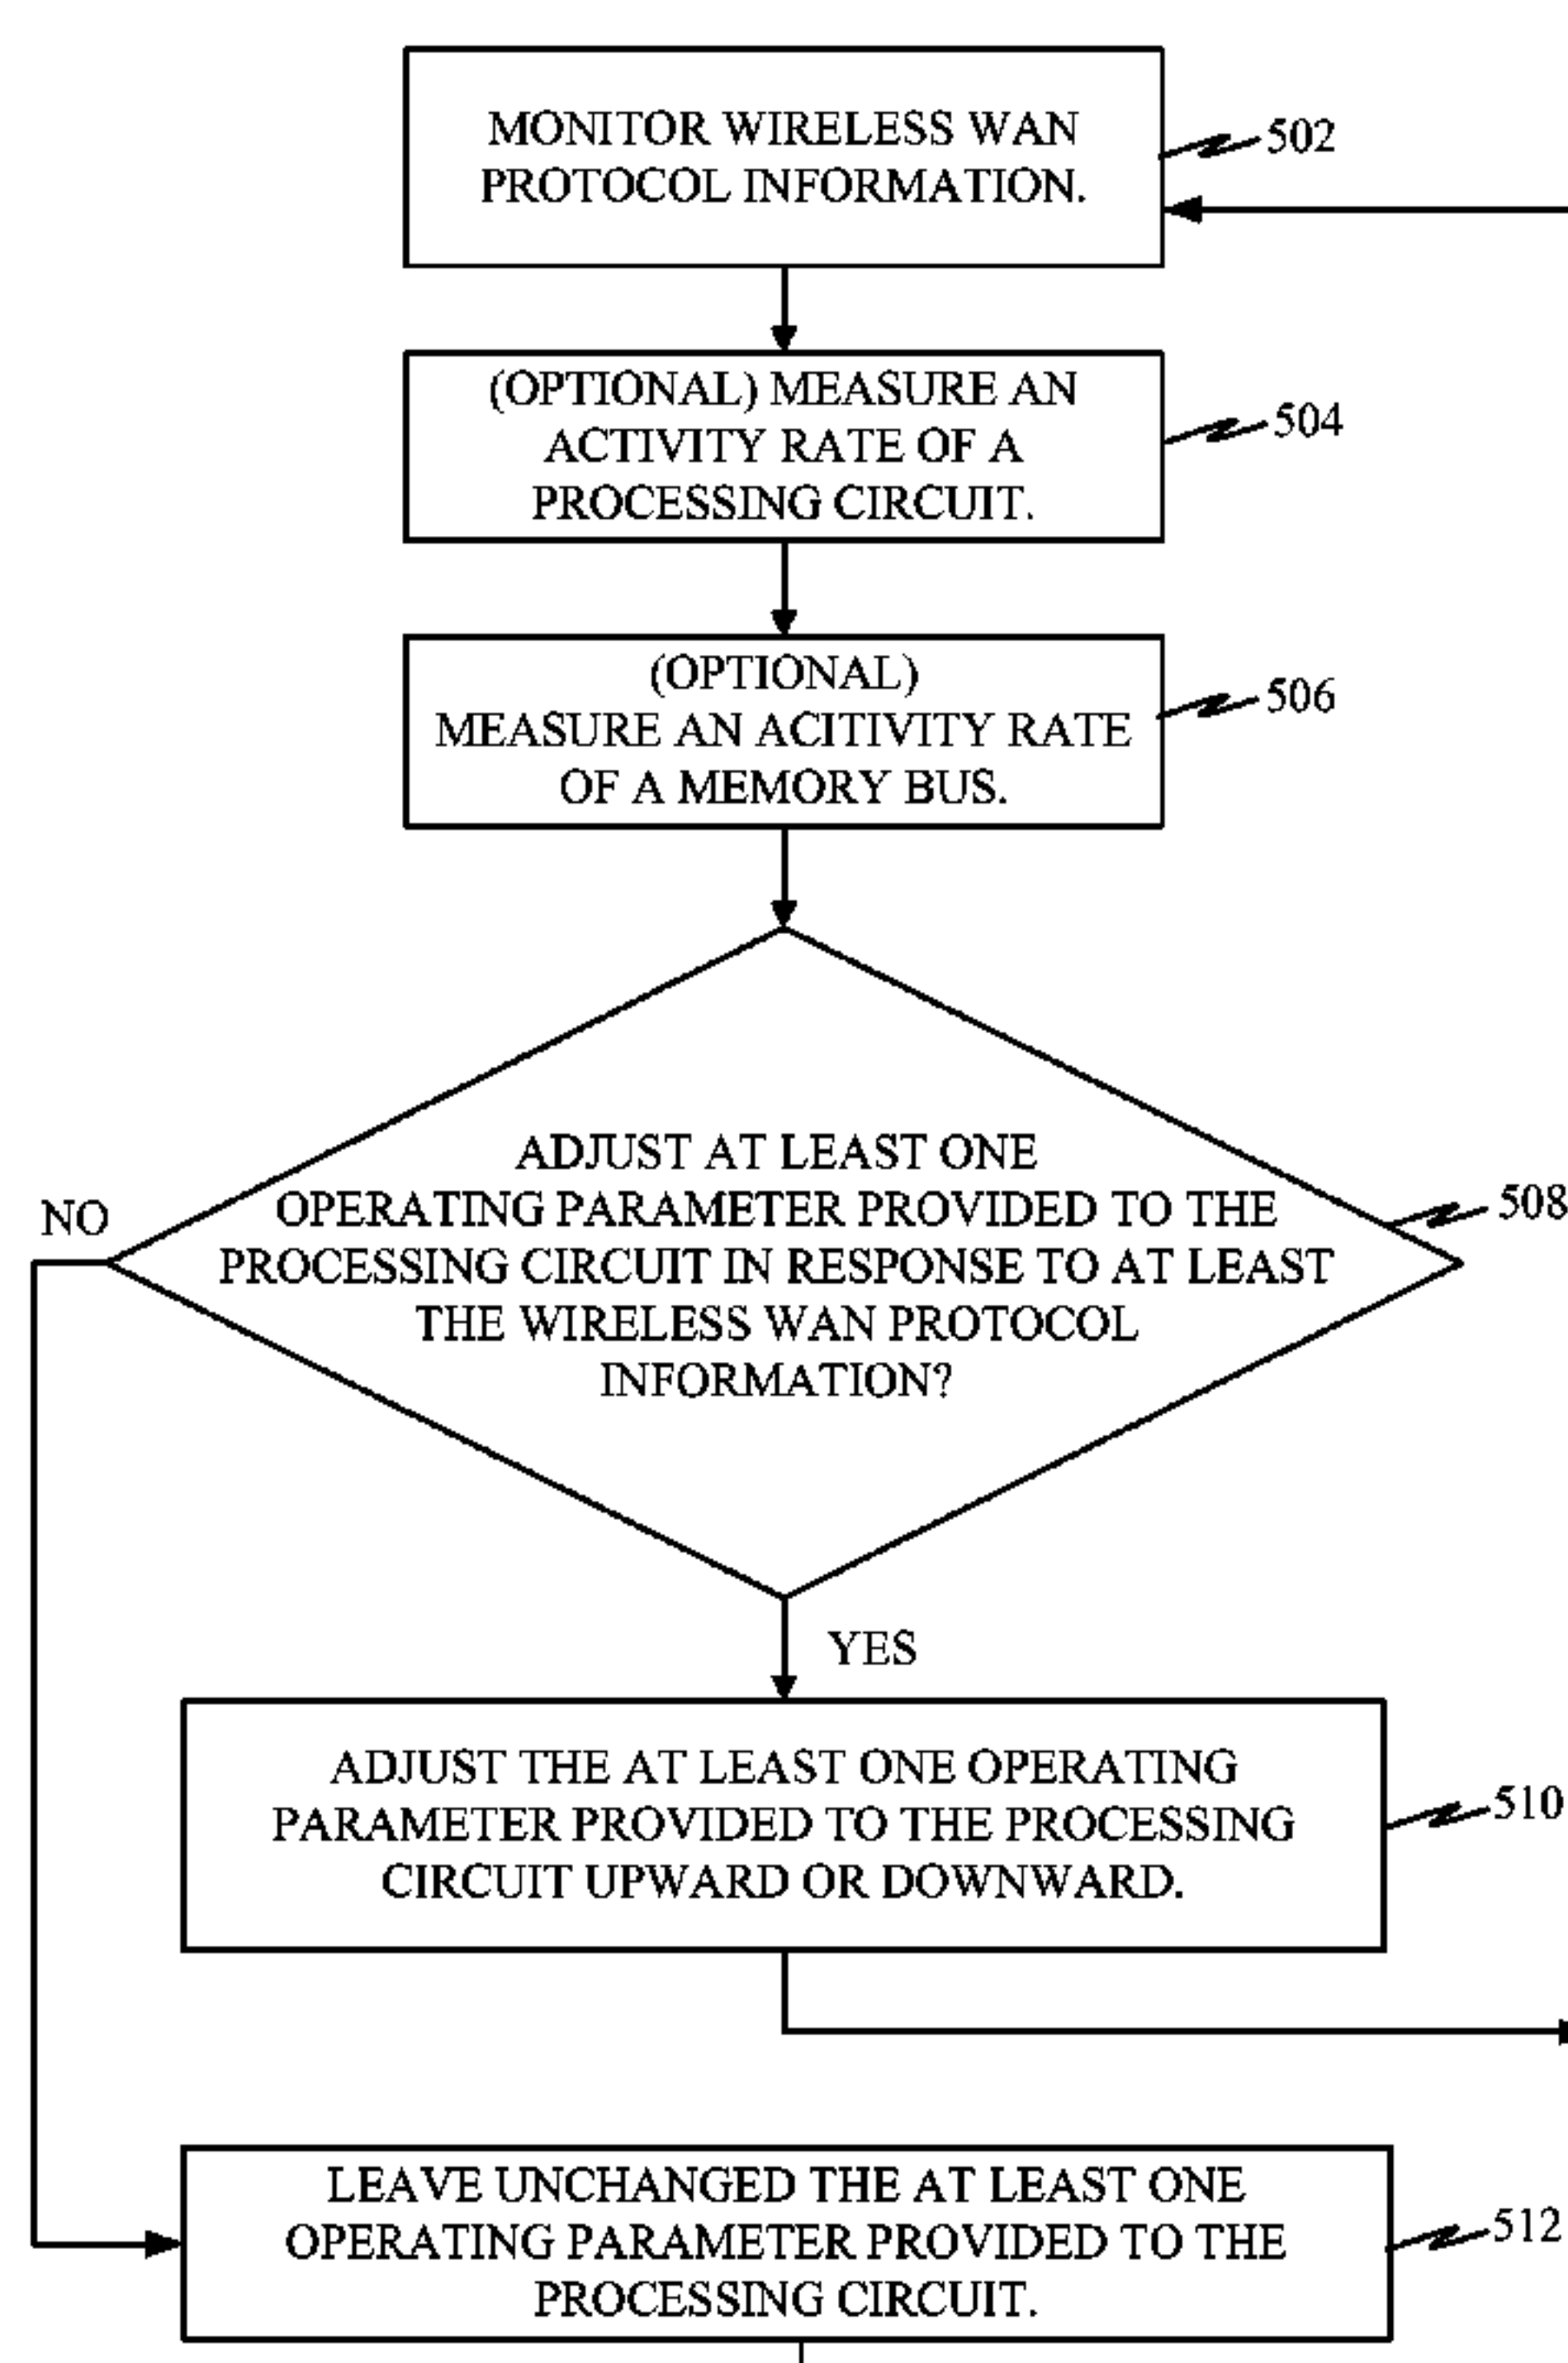 MONITOR WIRELESS WAN
PROTOCOL INFORMATION.
502
(OPTIONAL) MEASURE AN
ACTIVITY RATE OF A
PROCESSING CIRCUIT.
504
(OPTIONAL)
MEASURE AN ACITIVITY RATE
OF A MEMORY BUS.
506
ADJUST AT LEAST ONE
OPERATING PARAMETER PROVIDED TO THE
PROCESSING CIRCUIT IN RESPONSE TO AT LEAST
THE WIRELESS WAN PROTOCOL
INFORMATION?
508
NO
YES
ADJUST THE AT LEAST ONE OPERATING
PARAMETER PROVIDED TO THE PROCESSING
CIRCUIT UPWARD OR DOWNWARD.
510
LEAVE UNCHANGED THE AT LEAST ONE
OPERATING PARAMETER PROVIDED TO THE
PROCESSING CIRCUIT.
512